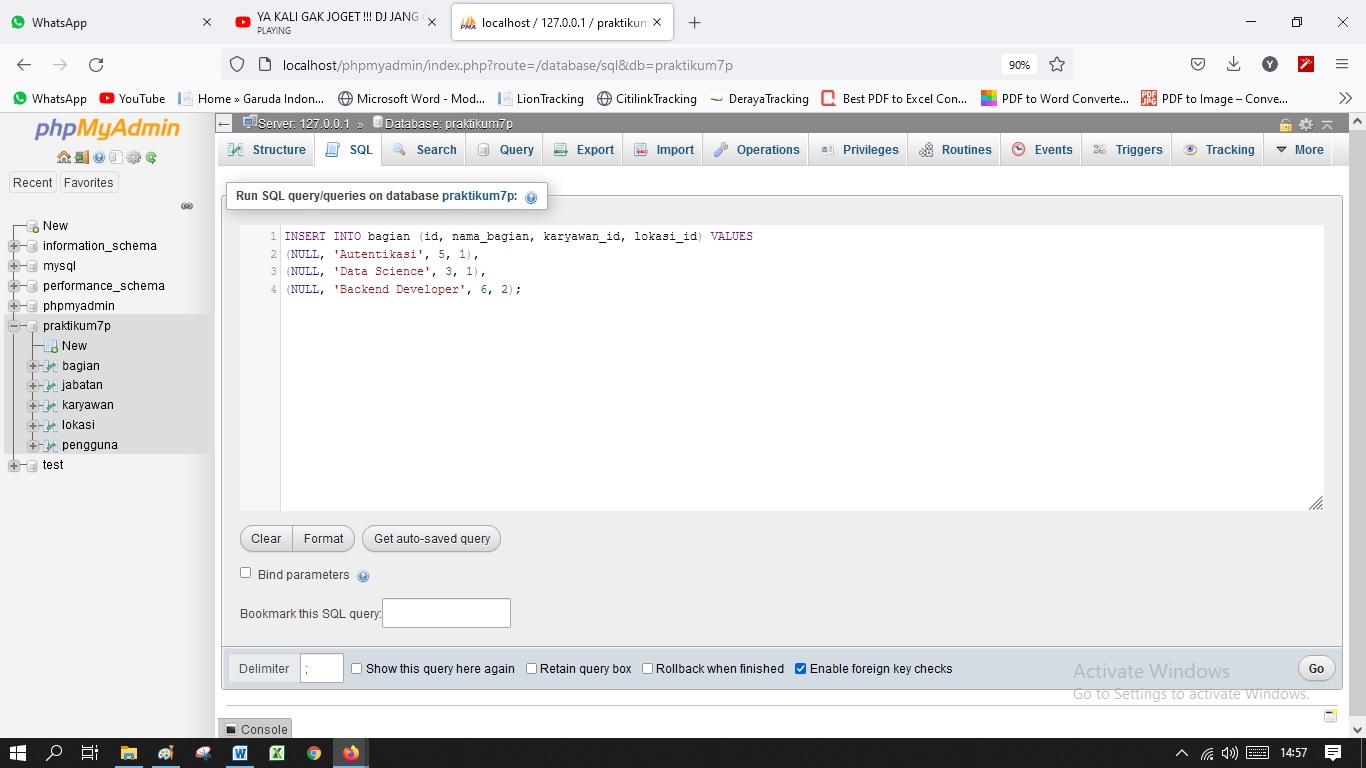 WhatsApp
YA KALI GAK JOGET !!! DJ JANG
PLAYING
localhost / 127.0.0.1 / praktikum
localhost/phpmyadmin/index.php?route=/database/sql&db=praktikum7p
90%
WhatsApp
YouTube
Home » Garuda Indon...
Microsoft Word - Mod...
LionTracking
CitilinkTracking
DerayaTracking
Best PDF to Excel Con...
PDF to Word Converte...
PDF to Image – Conve...
phpMyAdmin
Recent
Favorites
New
information_schema
mysql
performance_schema
phpmyadmin
praktikum7p
New
bagian
jabatan
karyawan
lokasi
pengguna
test
Server: 127.0.0.1 » Database: praktikum7p
Structure
SQL
Search
Query
Export
Import
Operations
Privileges
Routines
Events
Triggers
Tracking
More
Run SQL query/queries on database praktikum7p:
1 INSERT INTO bagian (id, nama_bagian, karyawan_id, lokasi_id) VALUES
2 (NULL, 'Autentikasi', 5, 1),
3 (NULL, 'Data Science', 3, 1),
4 (NULL, 'Backend Developer', 6, 2);
Clear
Format
Get auto-saved query
Bind parameters
Bookmark this SQL query:
Delimiter ;
Show this query here again
Retain query box
Rollback when finished
Enable foreign key checks
Go
Activate Windows
Go to Settings to activate Windows.
Console
14:57